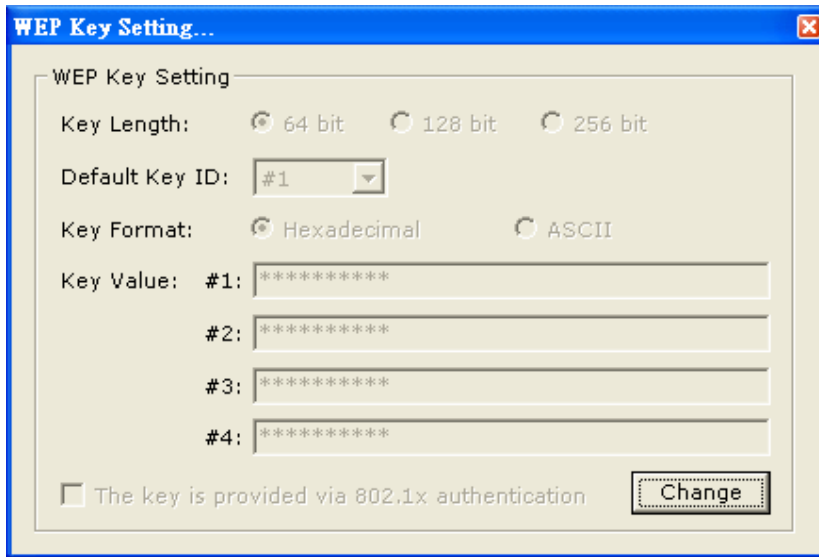 WEP Key Setting...
WEP Key Setting
Key Length: 64 bit 128 bit 256 bit
Default Key ID: #1
Key Format: Hexadecimal ASCII
Key Value: #1: **********
#2: **********
#3: **********
#4: **********
The key is provided via 802.1x authentication Change